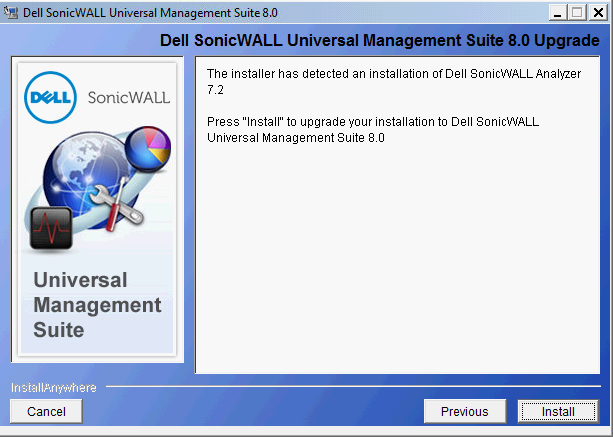 Dell SonicWALL Universal Management Suite 8.0
Dell SonicWALL Universal Management Suite 8.0 Upgrade
DELL SonicWALL
Universal
Management
Suite
The installer has detected an installation of Dell SonicWALL Analyzer
7.2
Press "Install" to upgrade your installation to Dell SonicWALL
Universal Management Suite 8.0
InstallAnywhere
Cancel
Previous
Install